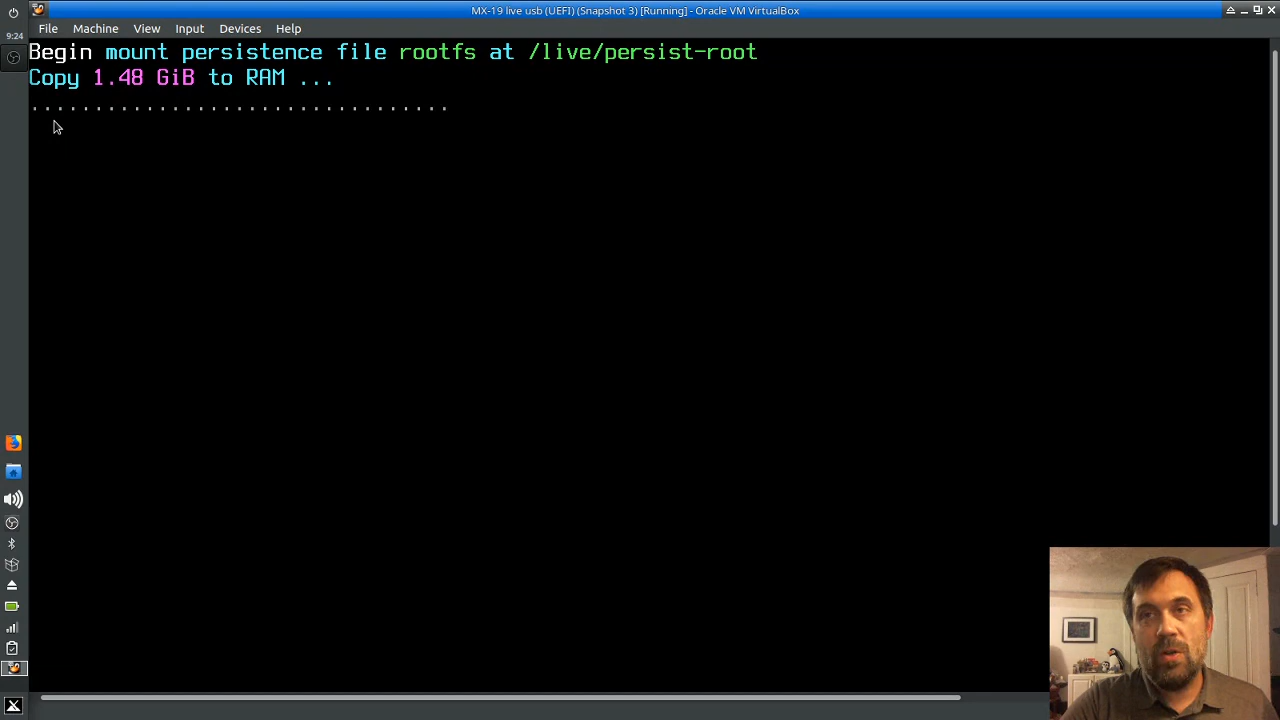 MX-19 live usb (UEFI) (Snapshot 3) [Running] - Oracle VM VirtualBox
9:24
File Machine View Input Devices Help
Begin mount persistence file rootfs at /live/persist-root
Copy 1.48 GiB to RAM ...
.................................